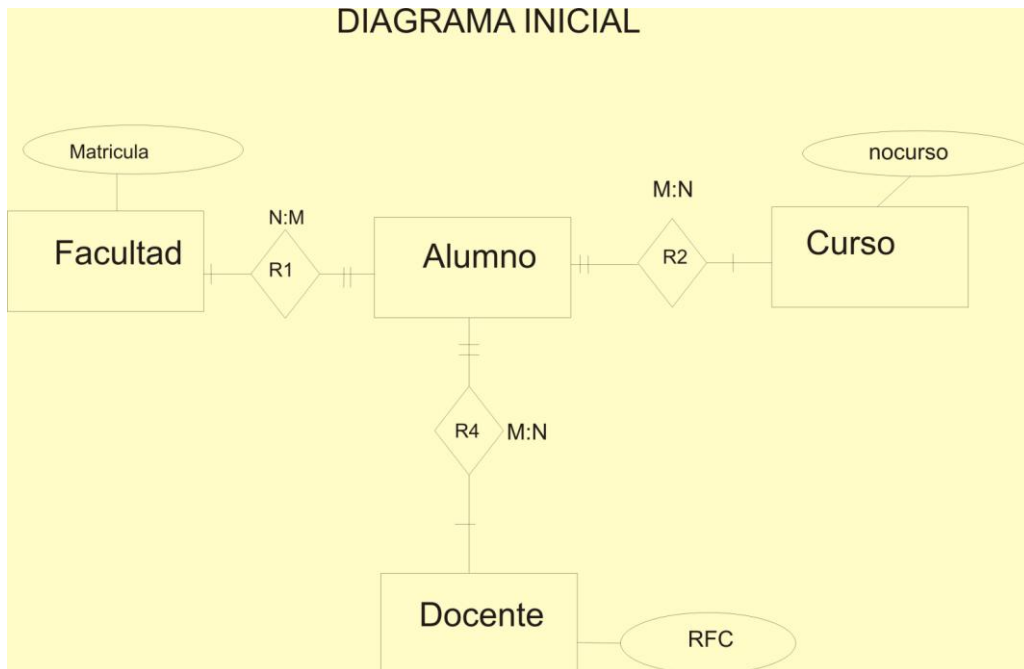 DIAGRAMA INICIAL
Matricula
nocurso
M:N
N:M
Facultad
R1
Alumno
R2
Curso
R4
M:N
Docente
RFC